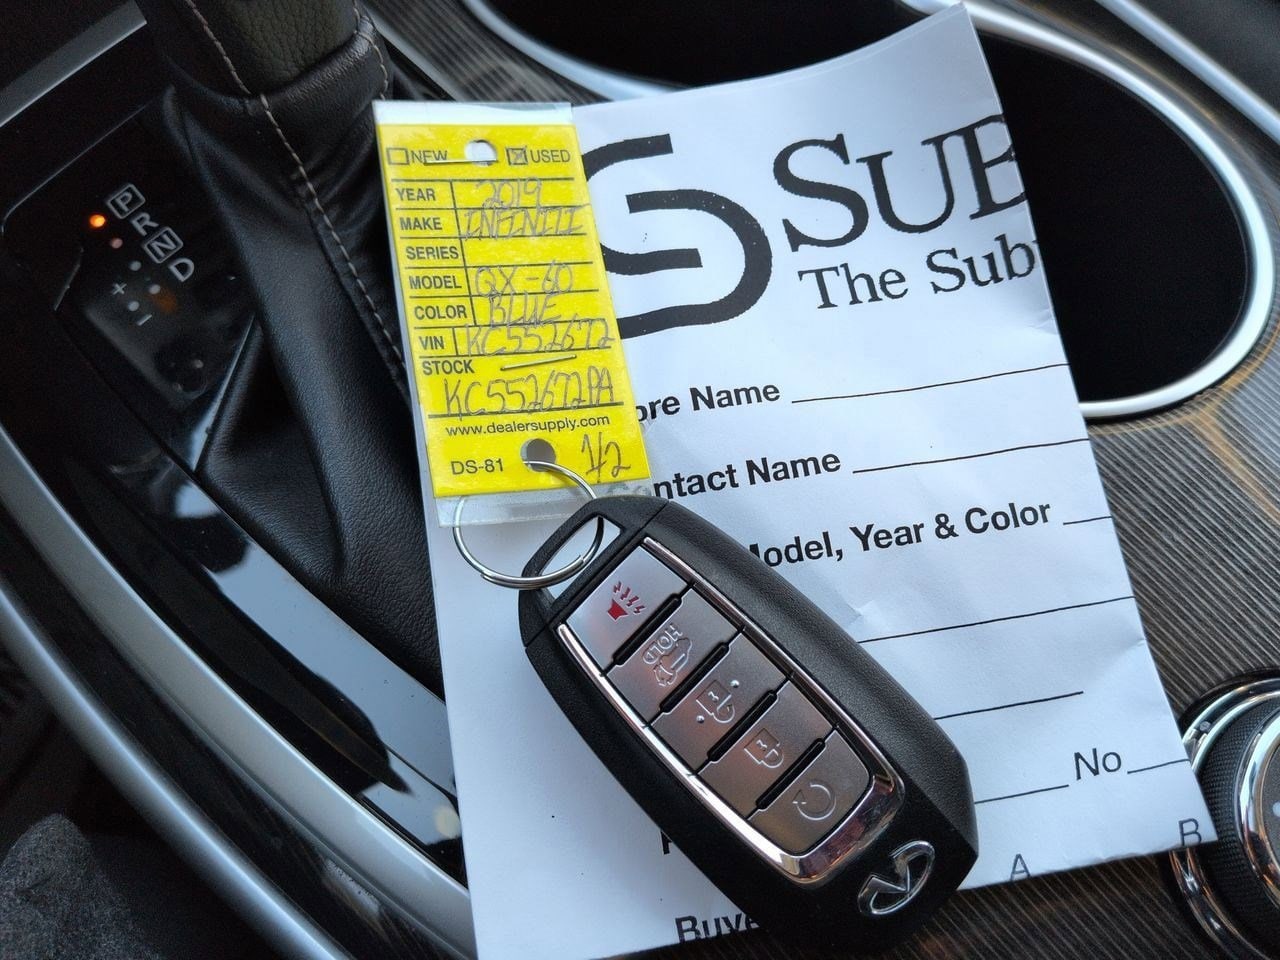 NEW USED
YEAR 2019
MAKE INFINITI
SERIES
MODEL QX-60
COLOR BLUE
VIN KC552672
STOCK
KC552672PA
www.dealersupply.com
DS-81 1/2
SUB
The Sub
ore Name
ontact Name
Model, Year & Color
No
A B
Buye
P
R
N
D
+
-
HOLD